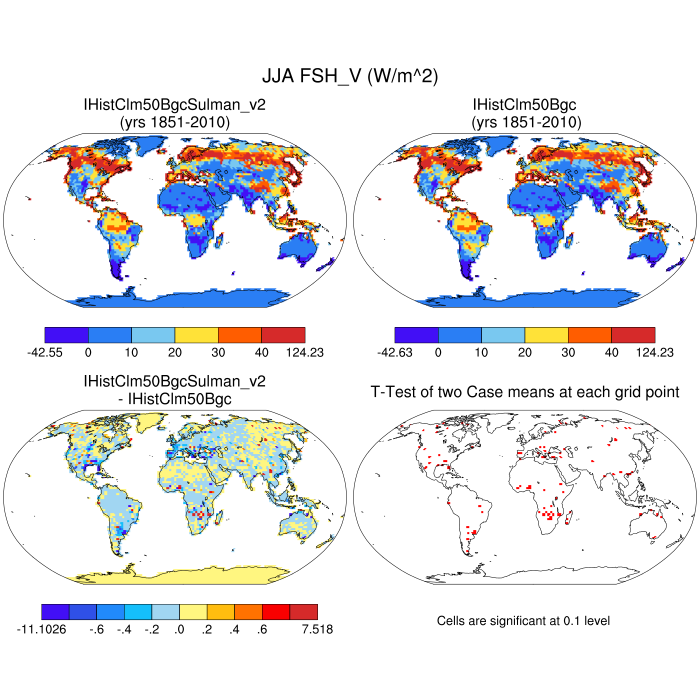 JJA FSH_V (W/m^2)
IHistClm50BgcSulman_v2
(yrs 1851-2010)
IHistClm50Bgc
(yrs 1851-2010)
-42.55 0 10 20 30 40 124.23
-42.63 0 10 20 30 40 124.23
IHistClm50BgcSulman_v2
- IHistClm50Bgc
T-Test of two Case means at each grid point
-11.1026 -.6 -.4 -.2 .0 .2 .4 .6 7.518
Cells are significant at 0.1 level